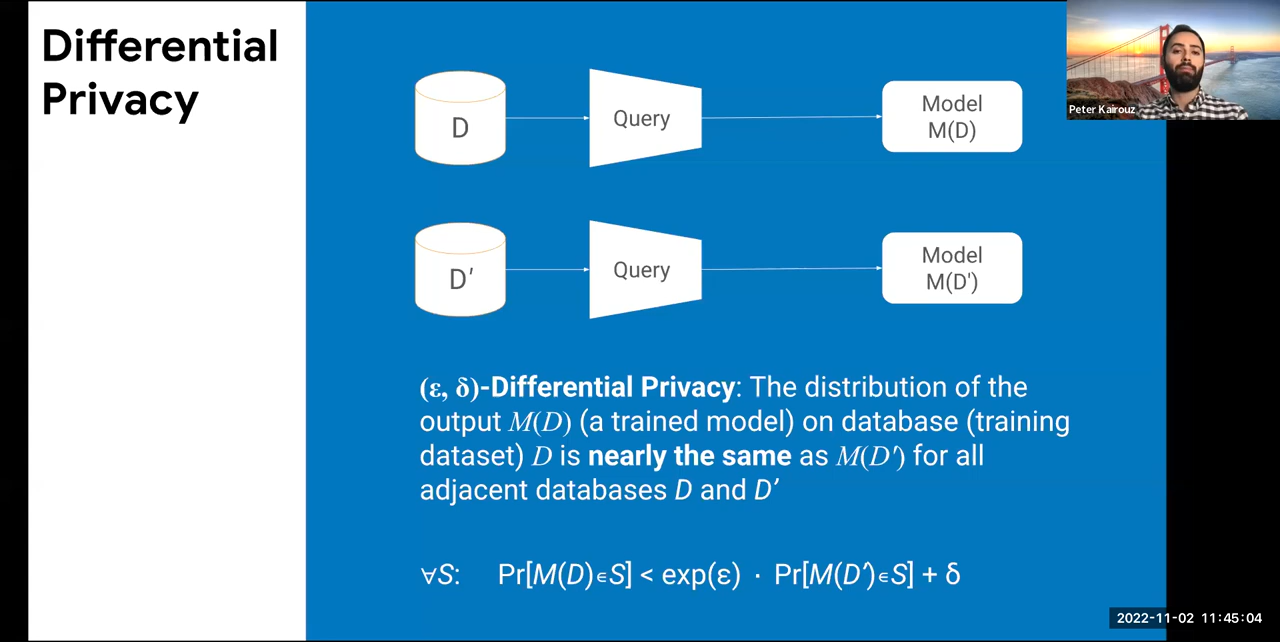 Differential
Privacy
D
Query
Model
M(D)
Peter Kairouz
D′
Query
Model
M(D')
(ε, δ)-Differential Privacy: The distribution of the
output M(D) (a trained model) on database (training
dataset) D is nearly the same as M(D′) for all
adjacent databases D and D′
∀S: Pr[M(D)∊S] < exp(ε) · Pr[M(D′)∊S] + δ
2022-11-02 11:45:04